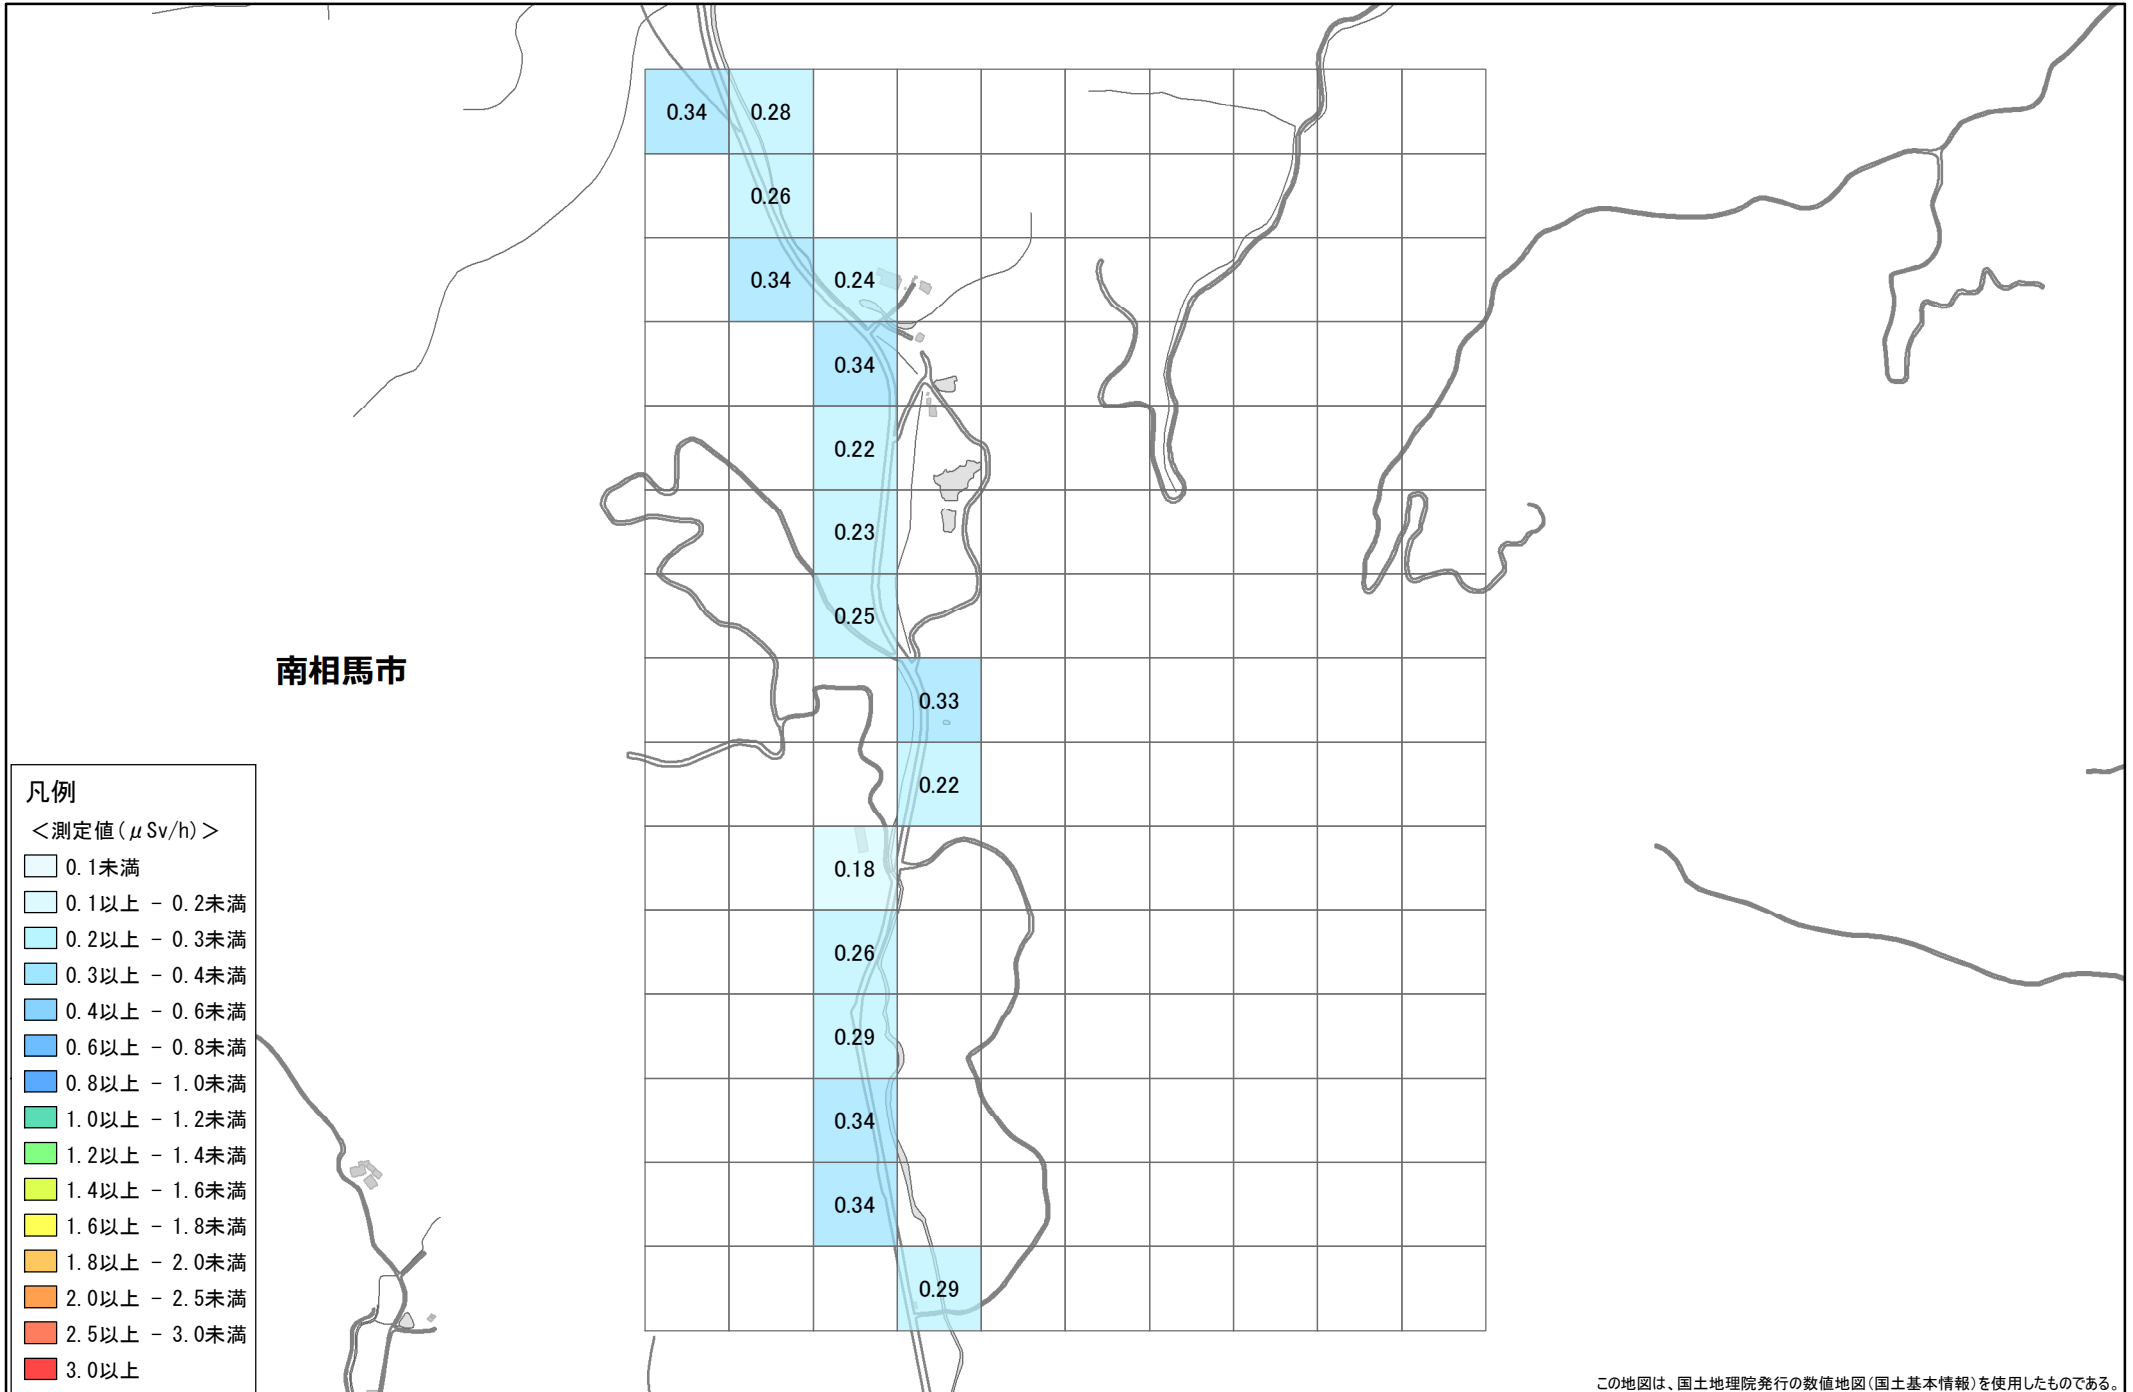 0.34 0.28
0.26
0.34 0.24
0.34
0.22
0.23
0.25
南相馬市
0.33
0.22
0.18
0.26
0.29
0.34
0.34
0.29
凡例
＜測定値(μSv/h)＞
0.1未満
0.1以上 - 0.2未満
0.2以上 - 0.3未満
0.3以上 - 0.4未満
0.4以上 - 0.6未満
0.6以上 - 0.8未満
0.8以上 - 1.0未満
1.0以上 - 1.2未満
1.2以上 - 1.4未満
1.4以上 - 1.6未満
1.6以上 - 1.8未満
1.8以上 - 2.0未満
2.0以上 - 2.5未満
2.5以上 - 3.0未満
3.0以上
この地図は、国土地理院発行の数値地図(国土基本情報)を使用したものである。